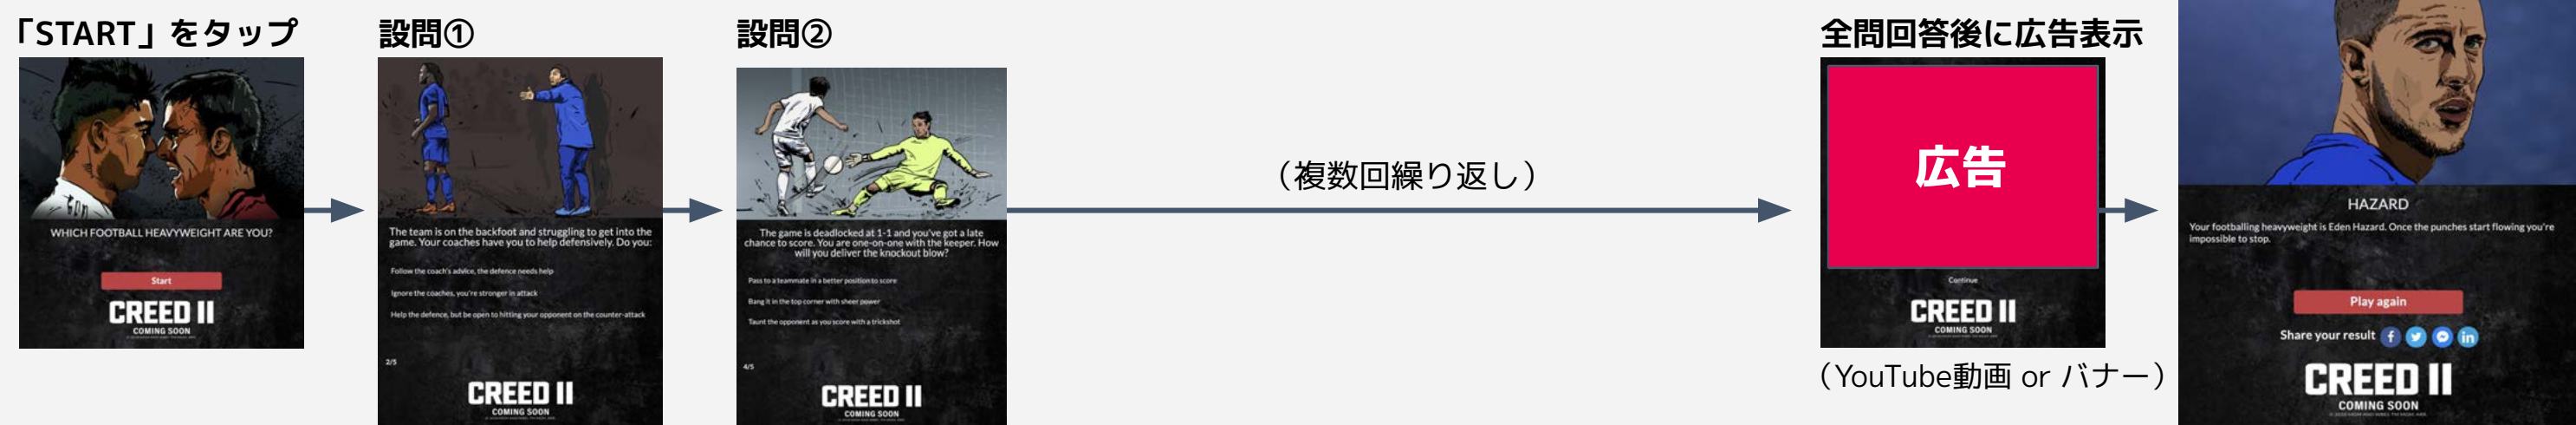 「START」をタップ
WHICH FOOTBALL HEAVYWEIGHT ARE YOU?
Start
CREED II
COMING SOON
設問①
The team is on the backfoot and struggling to get into the
game. Your coaches have you to help defensively. Do you:
Follow the coach's advice, the defence needs help
Ignore the coaches, you're stronger in attack
Help the defence, but be open to hitting your opponent on the counter-attack
2/5
CREED II
COMING SOON
設問②
The game is deadlocked at 1-1 and you've got a late
chance to score. You are one-on-one with the keeper. How
will you deliver the knockout blow?
Pass to a teammate in a better position to score
Bang it in the top corner with sheer power
Taunt the opponent as you score with a trickshot
4/5
CREED II
COMING SOON
（複数回繰り返し）
全問回答後に広告表示
広告
Continue
CREED II
COMING SOON
（YouTube動画 or バナー）
HAZARD
Your footballing heavyweight is Eden Hazard. Once the punches start flowing you're
impossible to stop.
Play again
Share your result
CREED II
COMING SOON